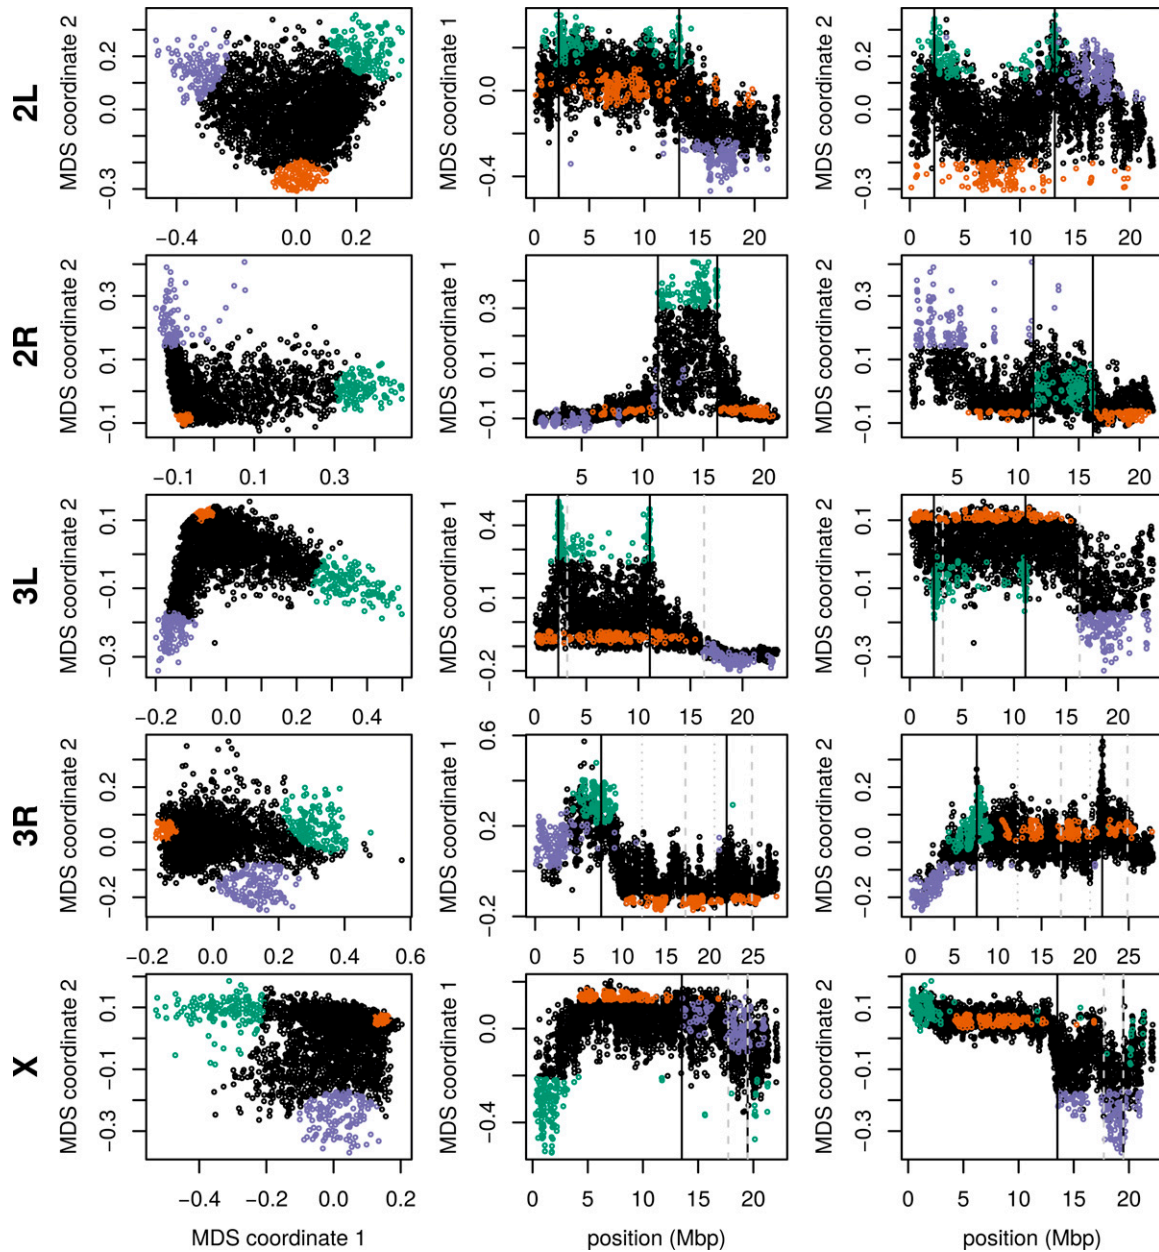 2L
MDS coordinate 2
0.2
0.0
−0.3
−0.4 0.0 0.2
MDS coordinate 1
0.0
−0.4
0 5 10 15 20
MDS coordinate 2
0.2
0.0
−0.3
0 5 10 15 20
2R
MDS coordinate 2
0.3
0.1
−0.1
−0.1 0.1 0.3
MDS coordinate 1
0.3
0.1
−0.1
5 10 15 20
MDS coordinate 2
0.3
0.1
−0.1
5 10 15 20
3L
MDS coordinate 2
0.1
−0.1
−0.3
−0.2 0.0 0.2 0.4
MDS coordinate 1
0.4
0.1
−0.2
0 5 10 20
MDS coordinate 2
0.1
−0.1
−0.3
0 5 10 15 20
3R
MDS coordinate 2
0.2
0.0
−0.2
−0.2 0.0 0.2 0.4 0.6
MDS coordinate 1
0.6
0.2
−0.2
0 5 10 15 20 25
MDS coordinate 2
0.2
0.0
−0.2
0 5 10 15 20 25
X
MDS coordinate 2
0.1
−0.1
−0.3
−0.4 −0.2 0.0 0.2
MDS coordinate 1
MDS coordinate 1
0.0
−0.4
0 5 10 15 20
position (Mbp)
MDS coordinate 2
0.1
−0.1
−0.3
0 5 10 15 20
position (Mbp)